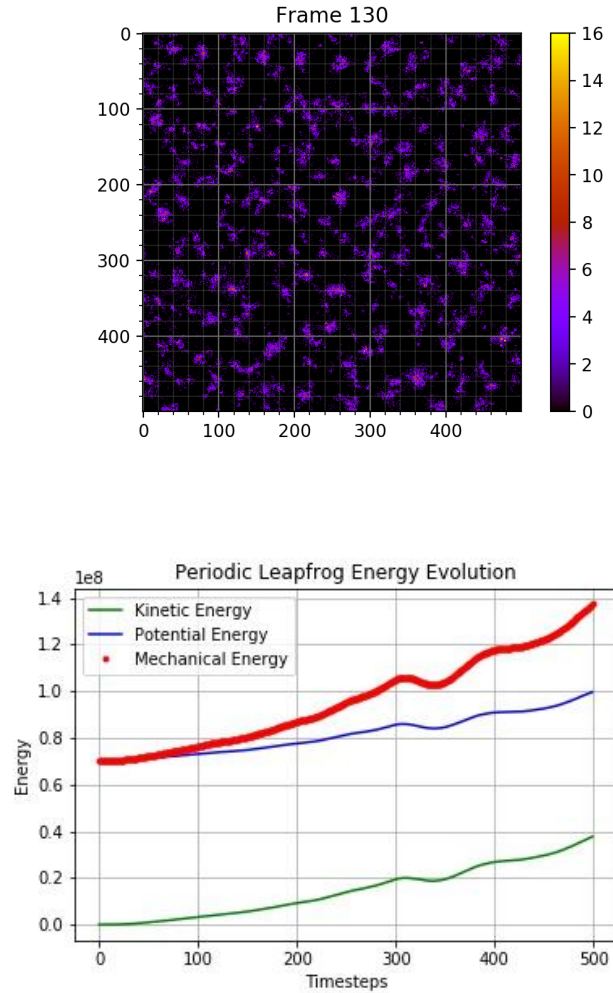 Frame 130
0
100
200
300
400
0 100 200 300 400
16
14
12
10
8
6
4
2
0
Periodic Leapfrog Energy Evolution
1e8
Kinetic Energy
Potential Energy
Mechanical Energy
1.4
1.2
1.0
0.8
0.6
0.4
0.2
0.0
Energy
0 100 200 300 400 500
Timesteps